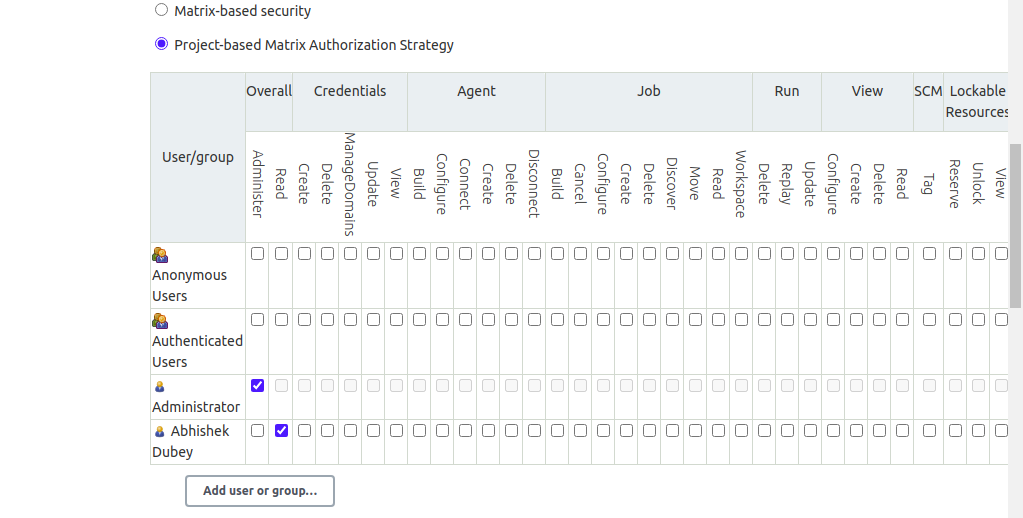 Matrix-based security
Project-based Matrix Authorization Strategy
User/group Overall Credentials Agent Job Run View SCM Lockable
Resources
Administer Read Create Delete ManageDomains Update View Build Configure Connect Create Delete Disconnect Build Cancel Configure Create Delete Discover Move Read Workspace Delete Replay Update Configure Create Delete Read Tag Reserve Unlock View
Anonymous
Users
Authenticated
Users
Administrator
Abhishek
Dubey
Add user or group...